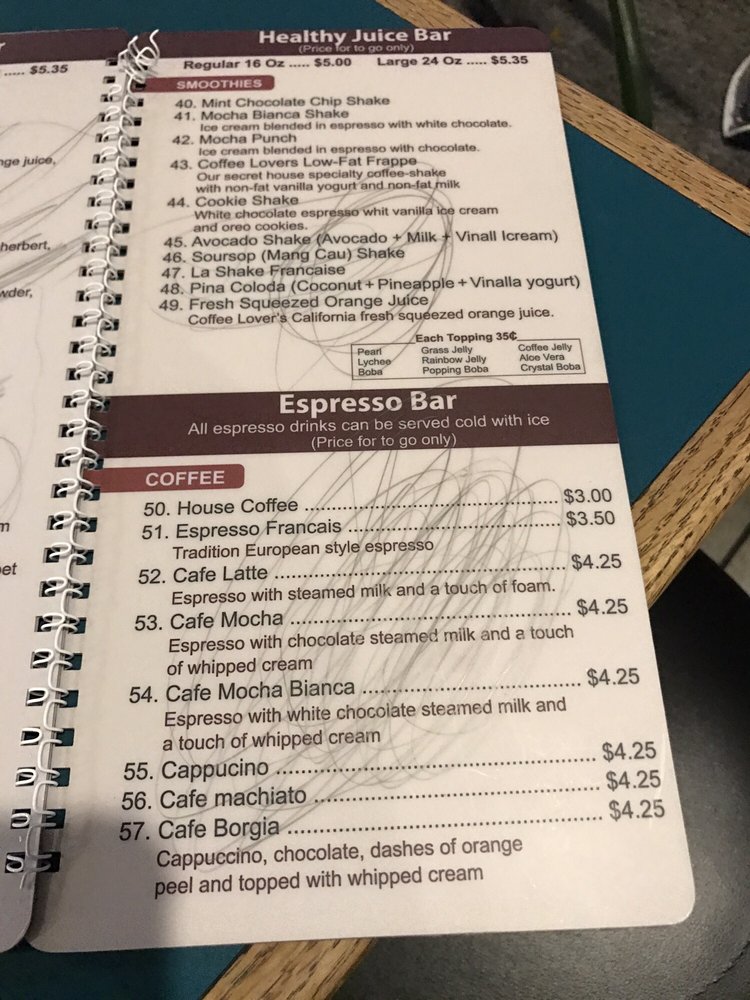 r
..... $5.35
nge juice,
herbert,
wder,
m
et
Healthy Juice Bar
(Price for to go only)
Regular 16 Oz ..... $5.00 Large 24 Oz ..... $5.35
SMOOTHIES
40. Mint Chocolate Chip Shake
41. Mocha Bianca Shake
Ice cream blended in espresso with white chocolate.
42. Mocha Punch
Ice cream blended in espresso with chocolate.
43. Coffee Lovers Low-Fat Frappe
Our secret house specialty coffee-shake
with non-fat vanilla yogurt and non-fat milk
44. Cookie Shake
White chocolate espresso whit vanilla ice cream
and oreo cookies.
45. Avocado Shake (Avocado + Milk + Vinall Icream)
46. Soursop (Mang Cau) Shake
47. La Shake Francaise
48. Pina Coloda (Coconut + Pineapple + Vinalla yogurt)
49. Fresh Squeezed Orange Juice
Coffee Lover's California fresh squeezed orange juice.
Each Topping 35¢
Pearl Grass Jelly Coffee Jelly
Lychee Rainbow Jelly Aloe Vera
Boba Popping Boba Crystal Boba
Espresso Bar
All espresso drinks can be served cold with ice
(Price for to go only)
COFFEE
50. House Coffee ........ $3.00
51. Espresso Francais ........ $3.50
Tradition European style espresso
52. Cafe Latte ........ $4.25
Espresso with steamed milk and a touch of foam.
53. Cafe Mocha ........ $4.25
Espresso with chocolate steamed milk and a touch
of whipped cream
54. Cafe Mocha Bianca ........ $4.25
Espresso with white chocolate steamed milk and
a touch of whipped cream
55. Cappucino ........ $4.25
56. Cafe machiato ........ $4.25
57. Cafe Borgia ........ $4.25
Cappuccino, chocolate, dashes of orange
peel and topped with whipped cream